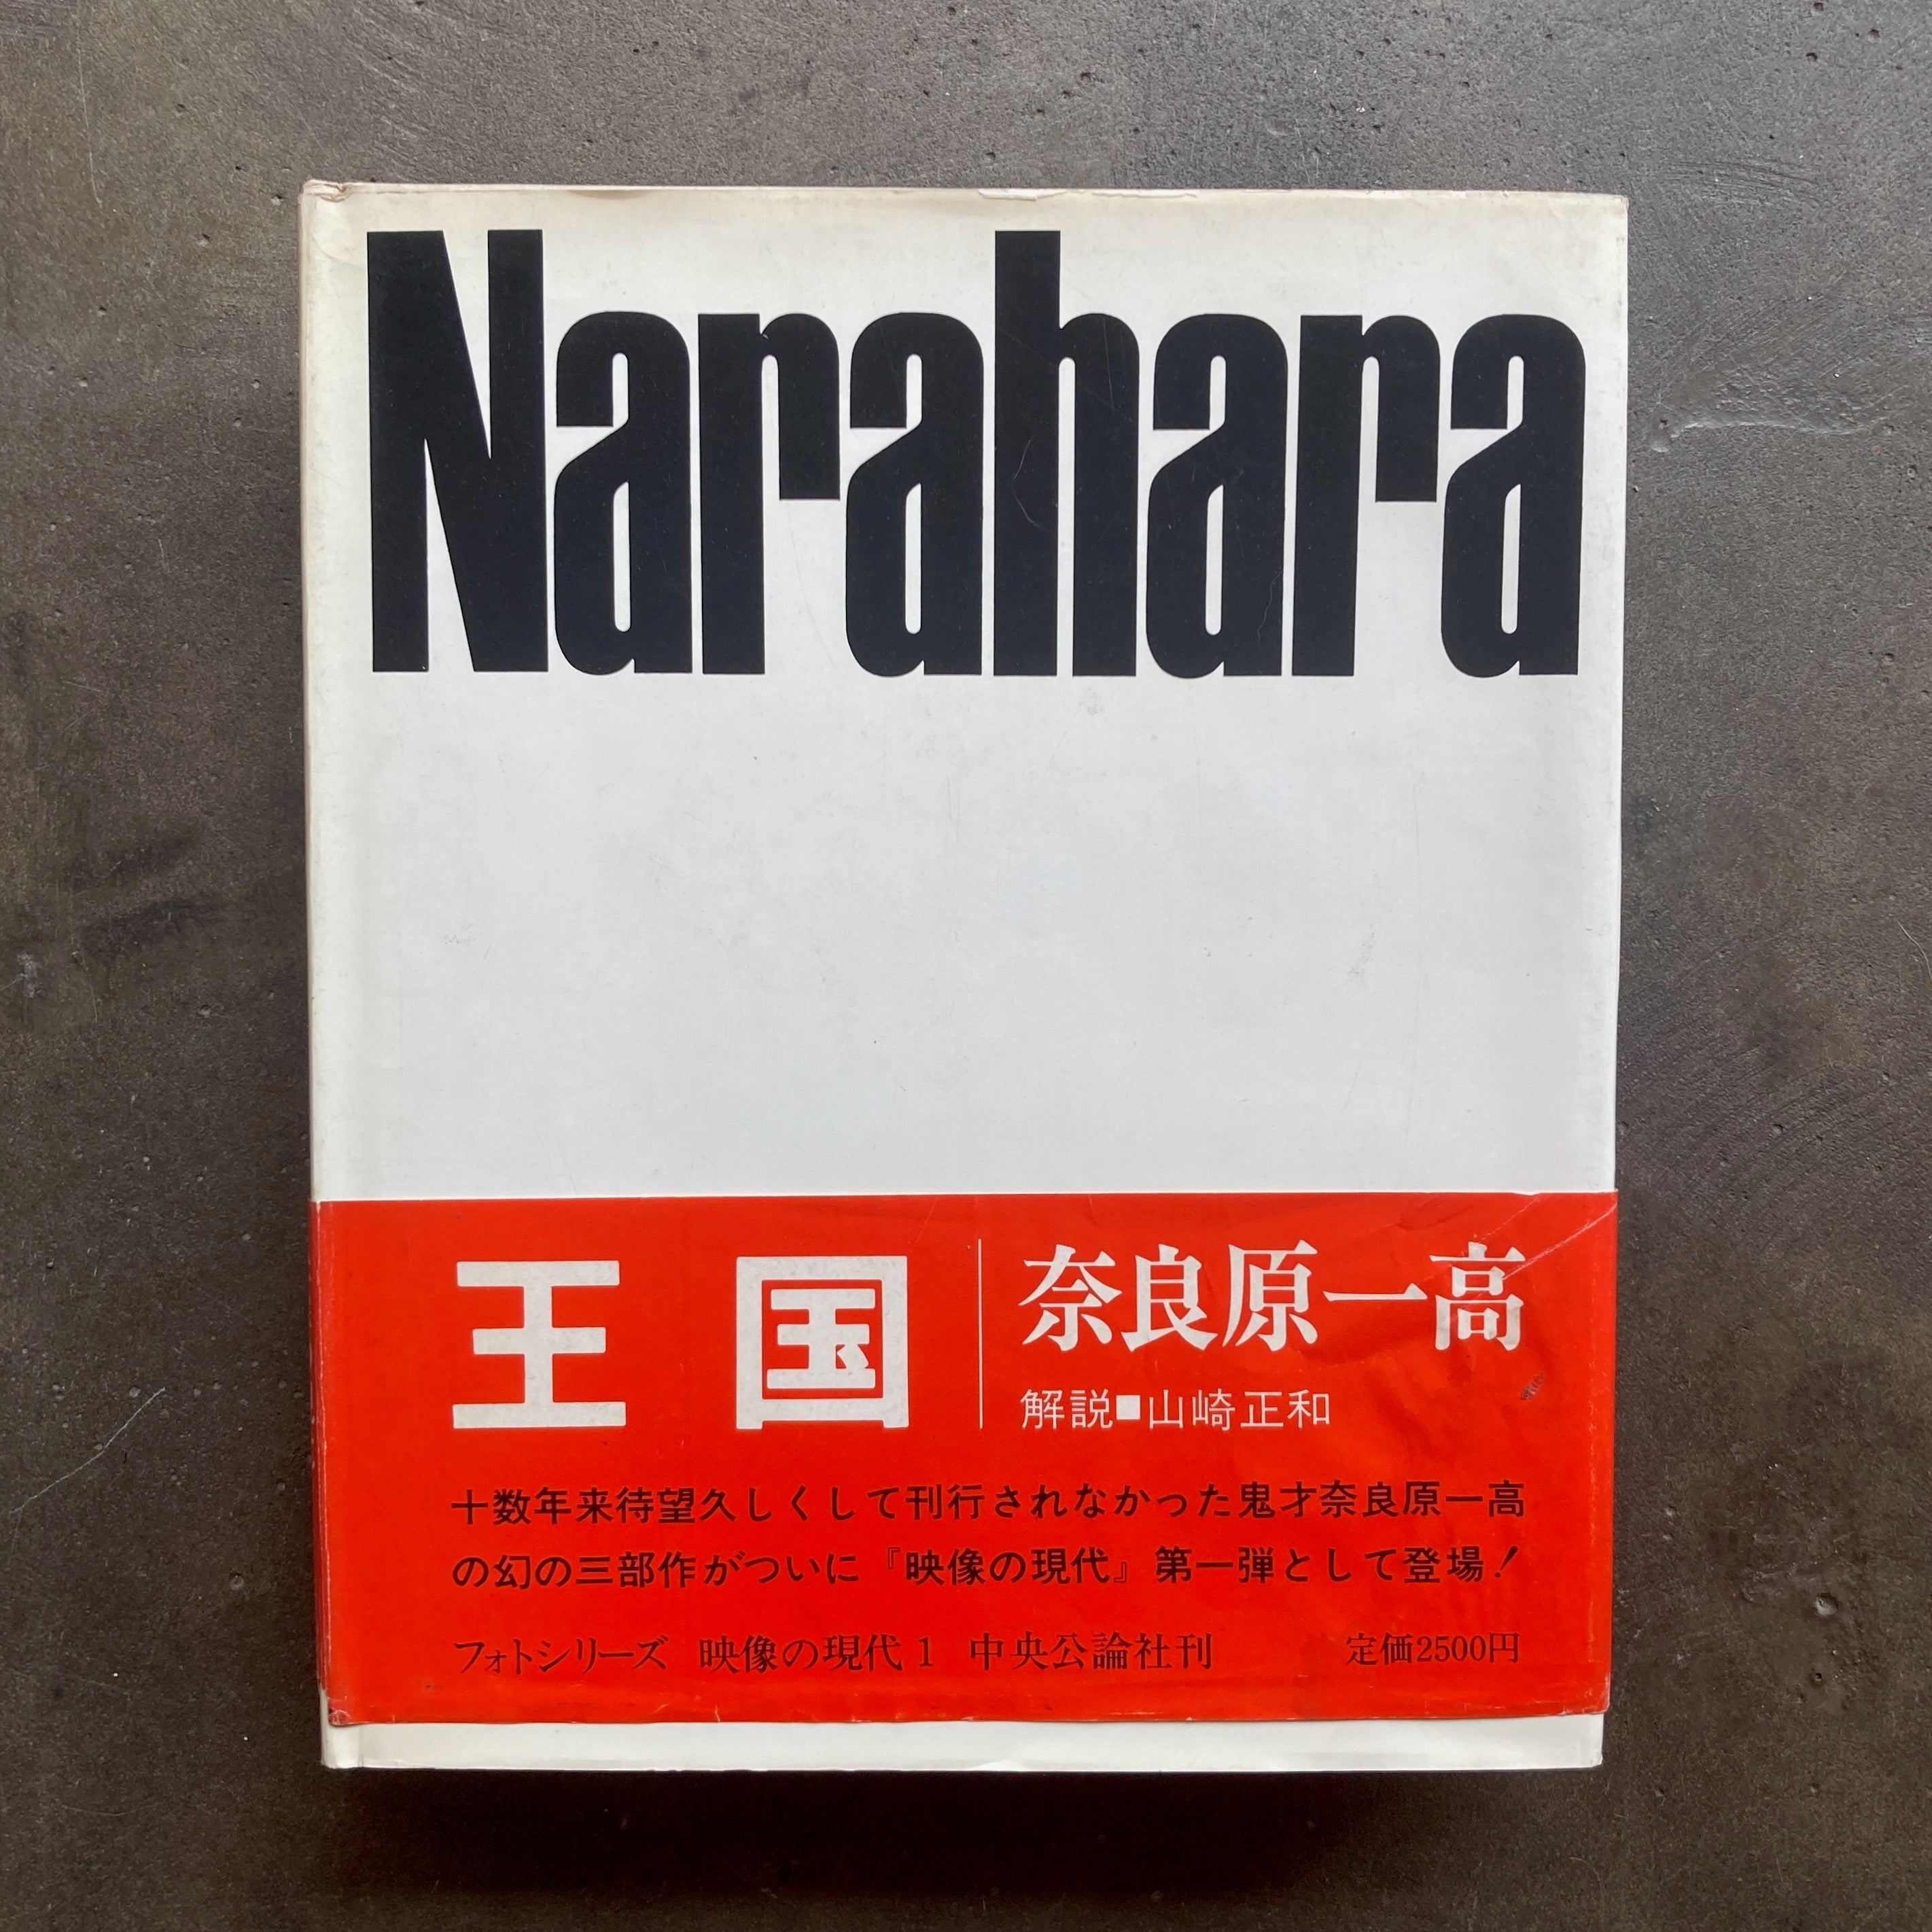 Narahara
王国
奈良原一高
解説■山崎正和
十数年来待望久しくして刊行されなかった鬼才奈良原一高
の幻の三部作がついに『映像の現代』第一弾として登場!
フォトシリーズ 映像の現代1 中央公論社刊 定価2500円